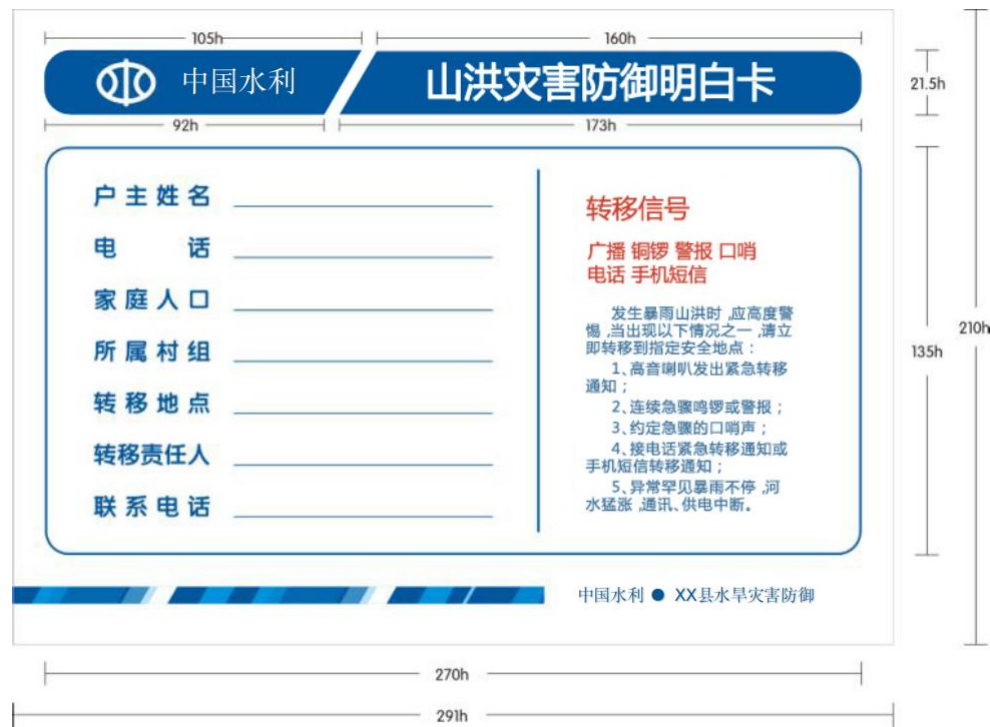 105h
160h
中国水利
山洪灾害防御明白卡
21.5h
92h
173h
户主姓名
电 话
家庭人口
所属村组
转移地点
转移责任人
联系电话
转移信号
广播 铜锣 警报 口哨
电话 手机短信
发生暴雨山洪时,应高度警
惕,当出现以下情况之一,请立
即转移到指定安全地点:
1、高音喇叭发出紧急转移
通知;
2、连续急骤鸣锣或警报;
3、约定急骤的口哨声;
4、接电话紧急转移通知或
手机短信转移通知;
5、异常罕见暴雨不停,河
水猛涨,通讯、供电中断。
135h
210h
中国水利 ● XX县水旱灾害防御
270h
291h